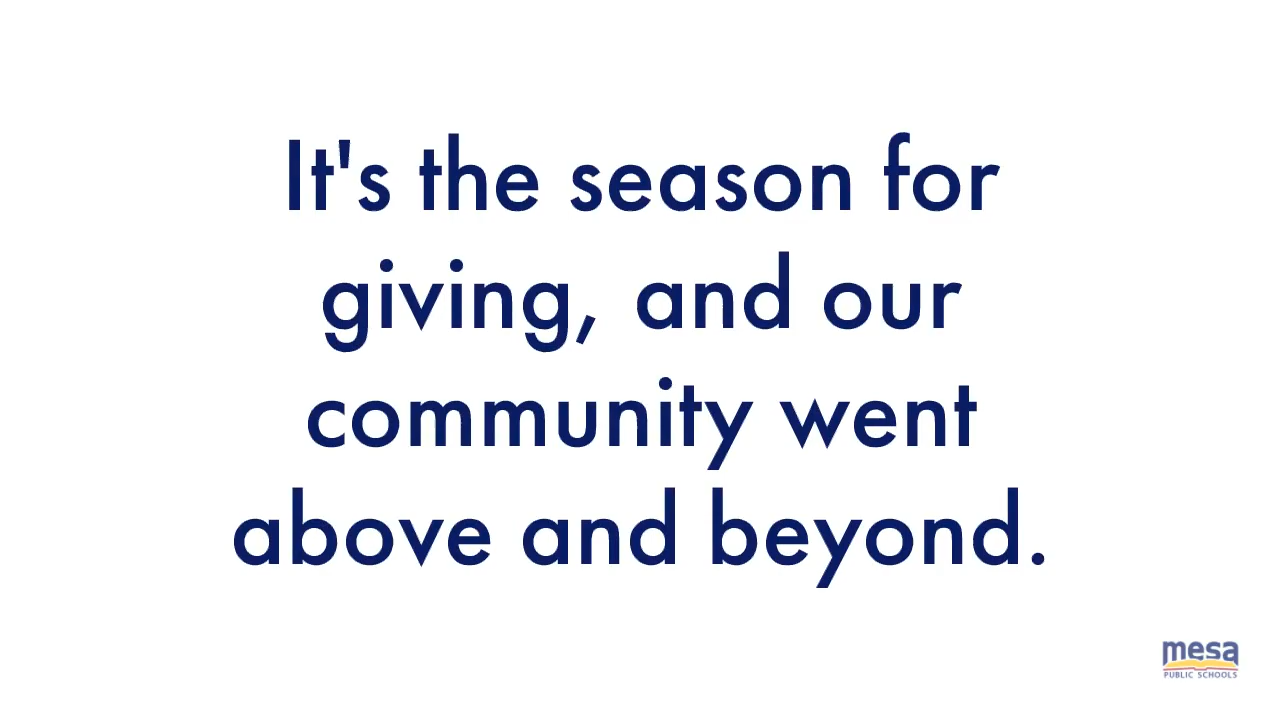 It's the season for
giving, and our
community went
above and beyond.
mesa
PUBLIC SCHOOLS